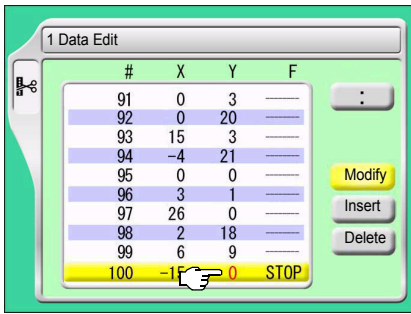 1 Data Edit
# X Y F
91 0 3 -------
92 0 20 -------
93 15 3 -------
94 -4 21 -------
95 0 0 -------
96 3 1 -------
97 26 0 -------
98 2 18 -------
99 6 9 -------
100 -15 0 STOP
:
Modify
Insert
Delete